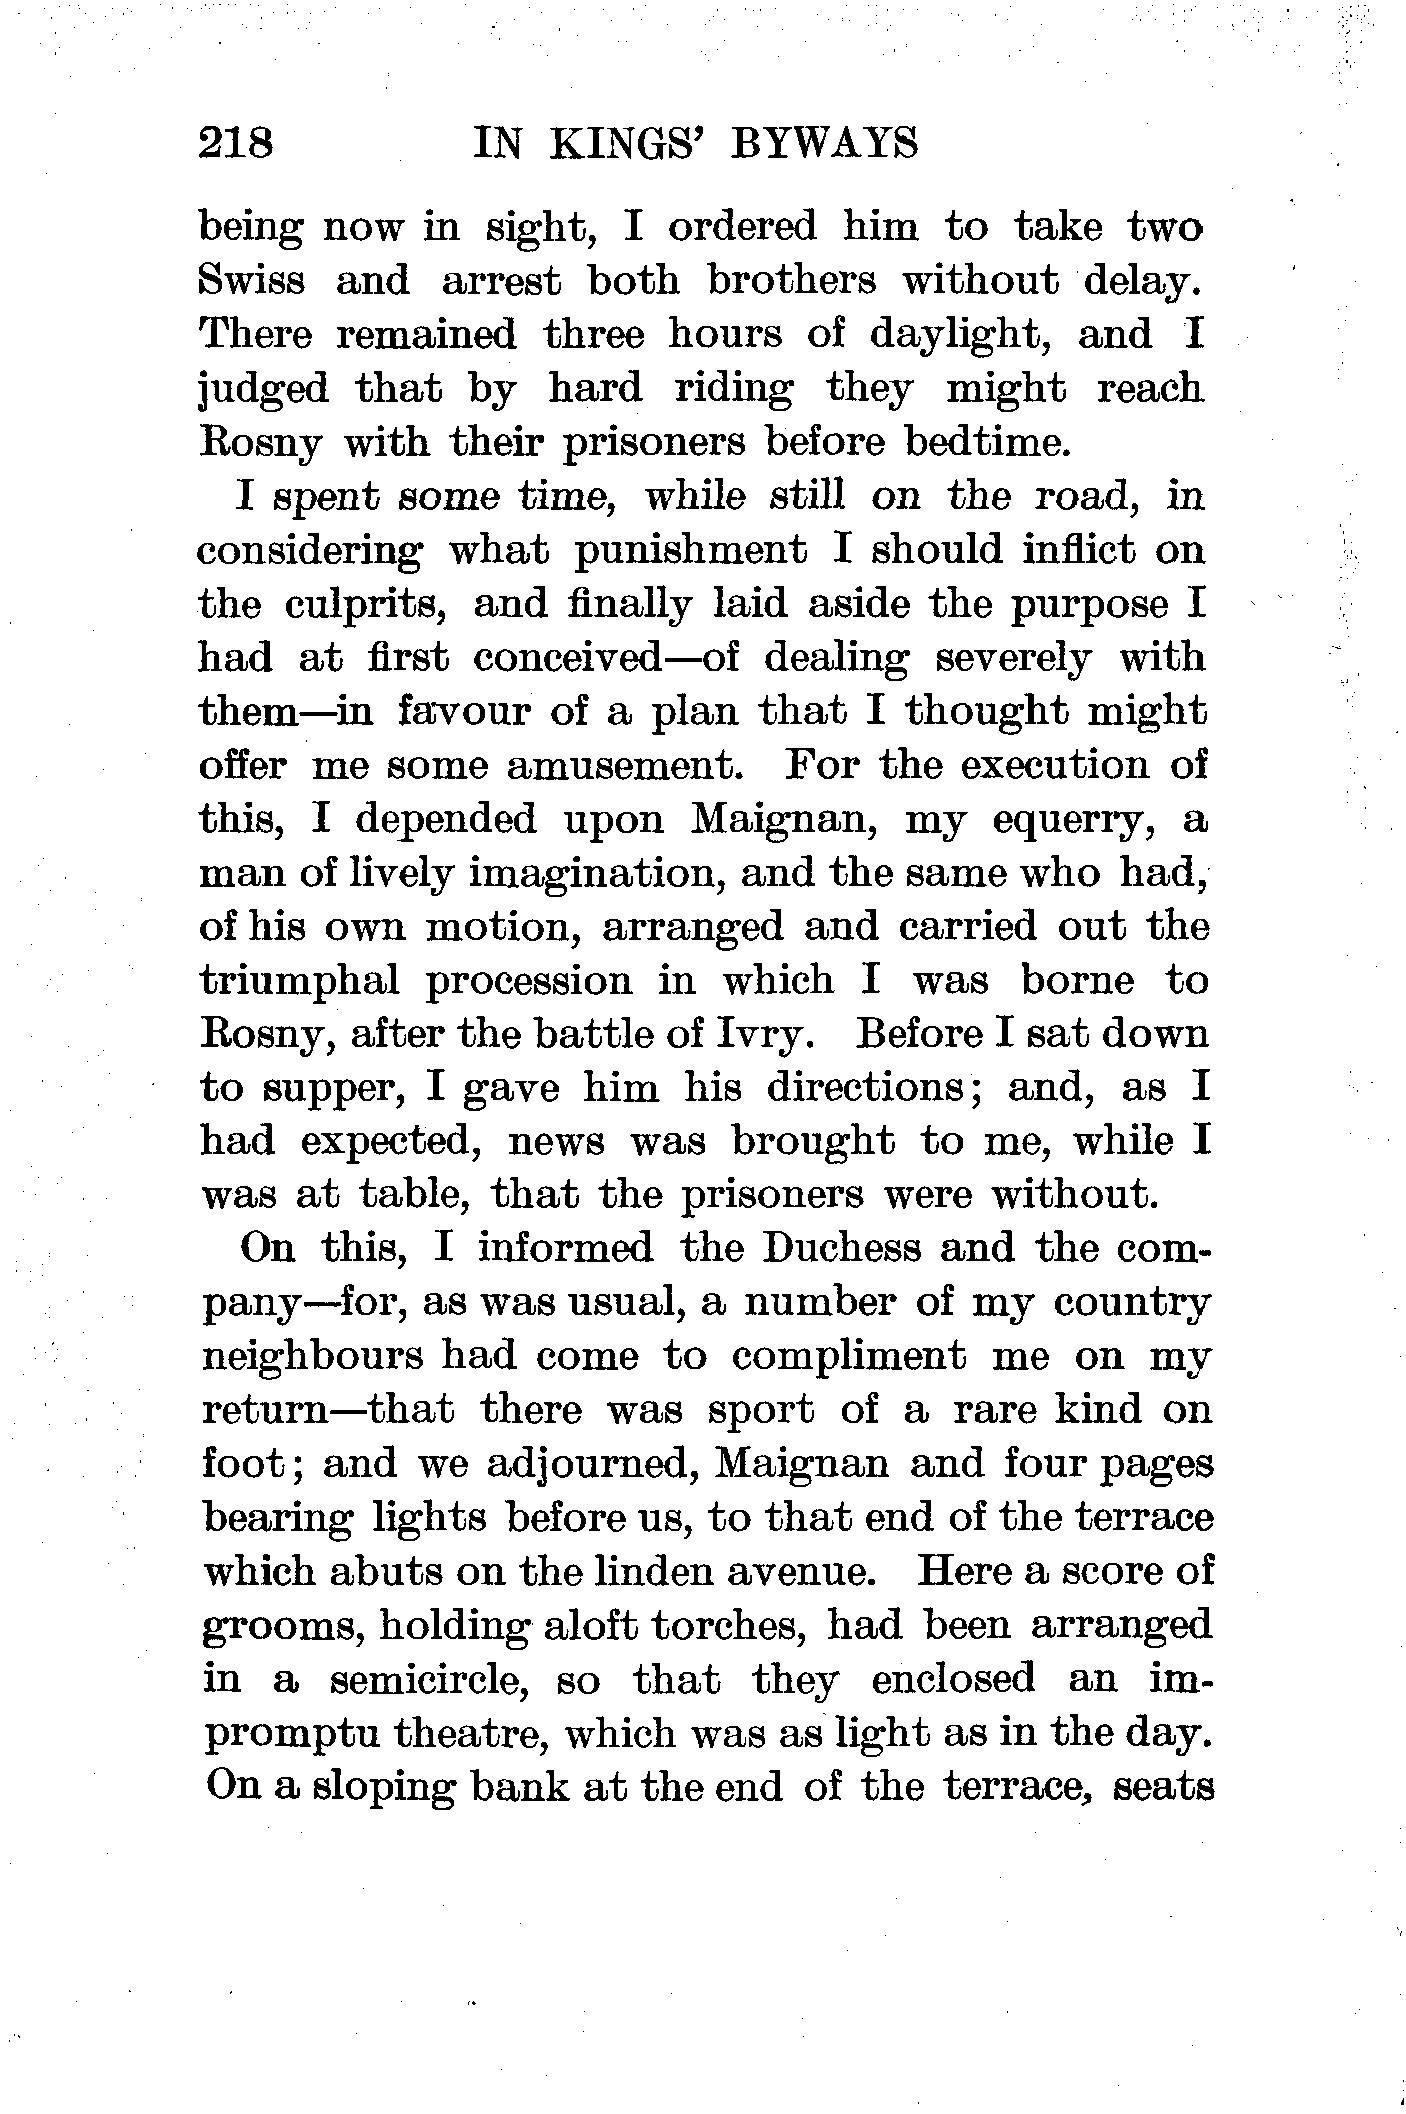 218 IN KINGS' BYWAYS
being now in sight, I ordered him to take two
Swiss and arrest both brothers without delay.
There remained three hours of daylight, and I
judged that by hard riding they might reach
Rosny with their prisoners before bedtime.
I spent some time, while still on the road, in
considering what punishment I should inflict on
the culprits, and finally laid aside the purpose I
had at first conceived—of dealing severely with
them—in favour of a plan that I thought might
offer me some amusement. For the execution of
this, I depended upon Maignan, my equerry, a
man of lively imagination, and the same who had,
of his own motion, arranged and carried out the
triumphal procession in which I was borne to
Rosny, after the battle of Ivry. Before I sat down
to supper, I gave him his directions; and, as I
had expected, news was brought to me, while I
was at table, that the prisoners were without.
On this, I informed the Duchess and the com-
pany—for, as was usual, a number of my country
neighbours had come to compliment me on my
return—that there was sport of a rare kind on
foot; and we adjourned, Maignan and four pages
bearing lights before us, to that end of the terrace
which abuts on the linden avenue. Here a score of
grooms, holding aloft torches, had been arranged
in a semicircle, so that they enclosed an im-
promptu theatre, which was as light as in the day.
On a sloping bank at the end of the terrace, seats